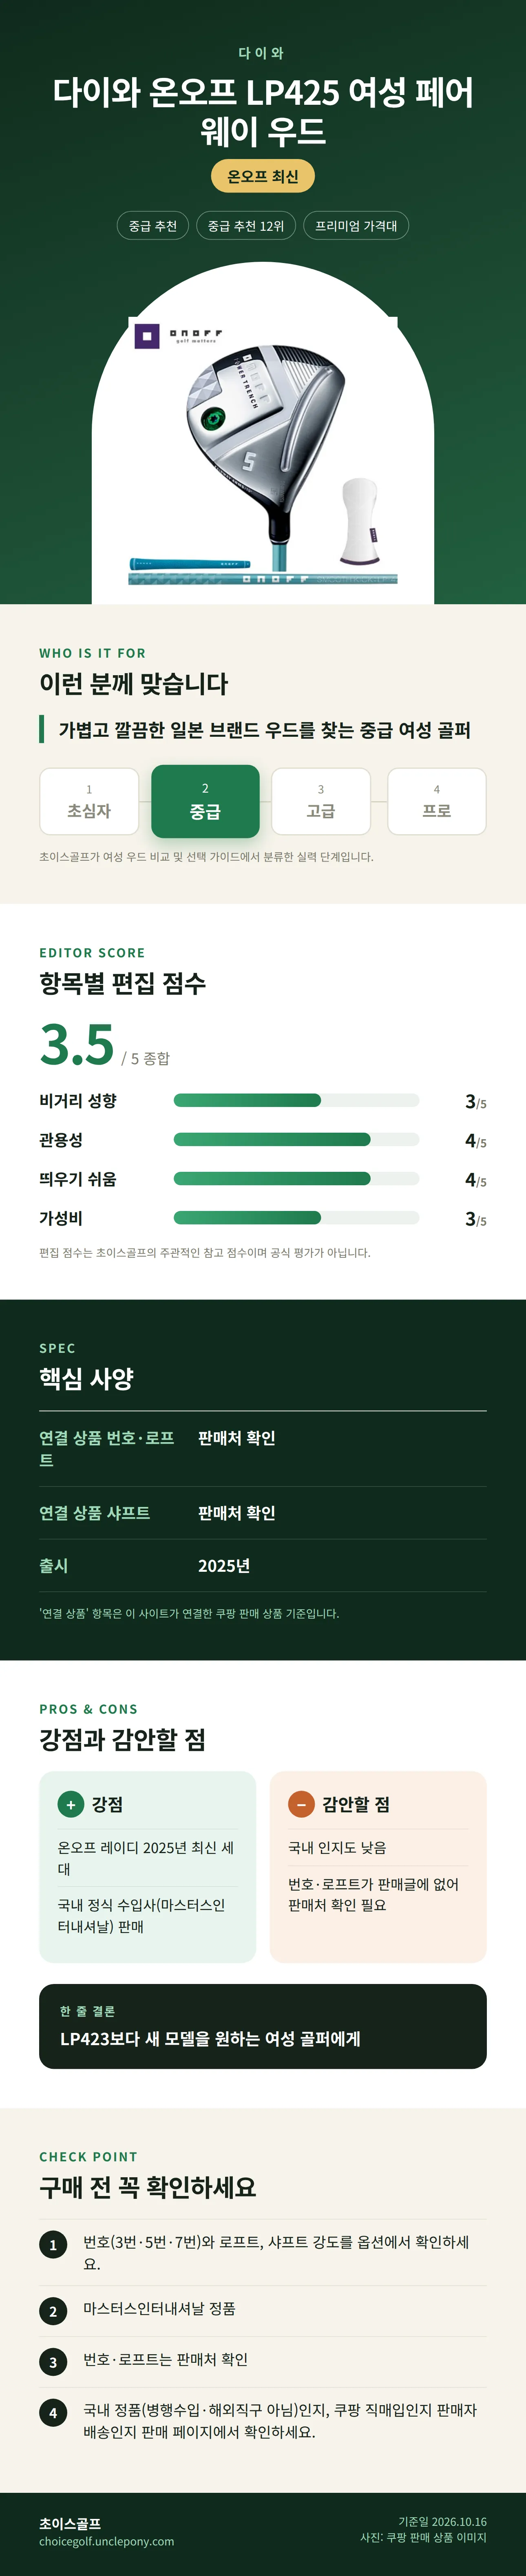 다이와
다이와 온오프 LP425 여성 페어
웨이 우드
온오프 최신
중급 추천
중급 추천 12위
프리미엄 가격대
ONOFF
golf matters
POWER TRENCH
5
ONOFF
WHO IS IT FOR
이런 분께 맞습니다
가볍고 깔끔한 일본 브랜드 우드를 찾는 중급 여성 골퍼
1
초심자
2
중급
3
고급
4
프로
초이스골프가 여성 우드 비교 및 선택 가이드에서 분류한 실력 단계입니다.
EDITOR SCORE
항목별 편집 점수
3.5 / 5 종합
비거리 성향 3/5
관용성 4/5
띄우기 쉬움 4/5
가성비 3/5
편집 점수는 초이스골프의 주관적인 참고 점수이며 공식 평가가 아닙니다.
SPEC
핵심 사양
연결 상품 번호·로프
트
판매처 확인
연결 상품 샤프트 판매처 확인
출시 2025년
'연결 상품' 항목은 이 사이트가 연결한 쿠팡 판매 상품 기준입니다.
PROS & CONS
강점과 감안할 점
+ 강점
온오프 레이디 2025년 최신 세
대
국내 정식 수입사(마스터스인
터내셔날) 판매
− 감안할 점
국내 인지도 낮음
번호·로프트가 판매글에 없어
판매처 확인 필요
한 줄 결론
LP423보다 새 모델을 원하는 여성 골퍼에게
CHECK POINT
구매 전 꼭 확인하세요
1 번호(3번·5번·7번)와 로프트, 샤프트 강도를 옵션에서 확인하세
요.
2 마스터스인터내셔날 정품
3 번호·로프트는 판매처 확인
4 국내 정품(병행수입·해외직구 아님)인지, 쿠팡 직매입인지 판매자
배송인지 판매 페이지에서 확인하세요.
초이스골프
choicegolf.unclepony.com
기준일 2026.10.16
사진: 쿠팡 판매 상품 이미지